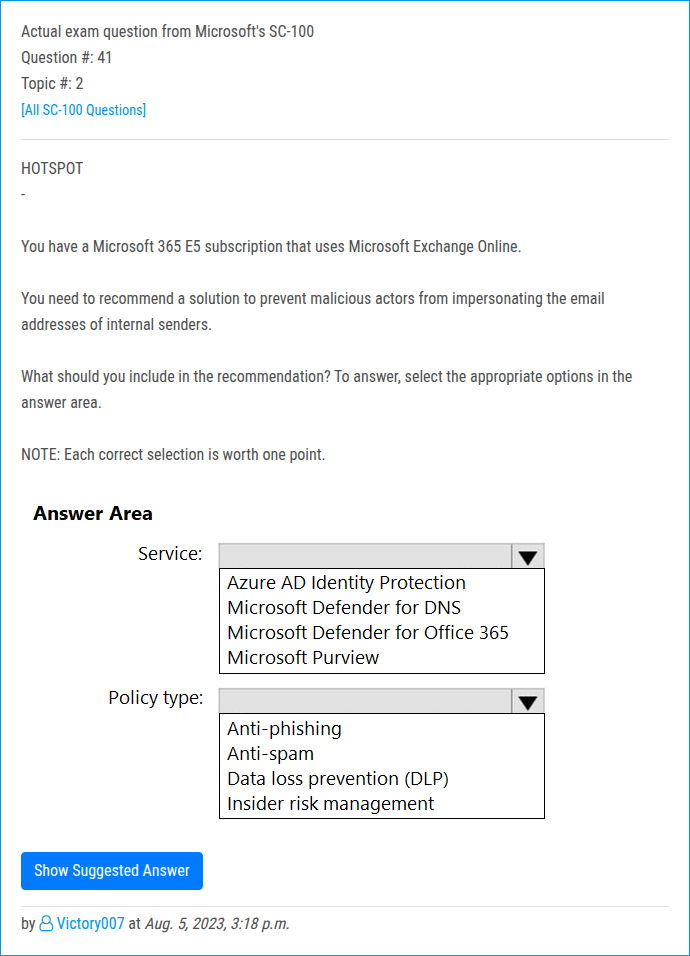 Actual exam question from Microsoft's SC-100
Question #: 41
Topic #: 2
[All SC-100 Questions]
HOTSPOT
-
You have a Microsoft 365 E5 subscription that uses Microsoft Exchange Online.
You need to recommend a solution to prevent malicious actors from impersonating the email
addresses of internal senders.
What should you include in the recommendation? To answer, select the appropriate options in the
answer area.
NOTE: Each correct selection is worth one point.
Answer Area
Service:
Azure AD Identity Protection
Microsoft Defender for DNS
Microsoft Defender for Office 365
Microsoft Purview
Policy type:
Anti-phishing
Anti-spam
Data loss prevention (DLP)
Insider risk management
Show Suggested Answer
by Victory007 at Aug. 5, 2023, 3:18 p.m.